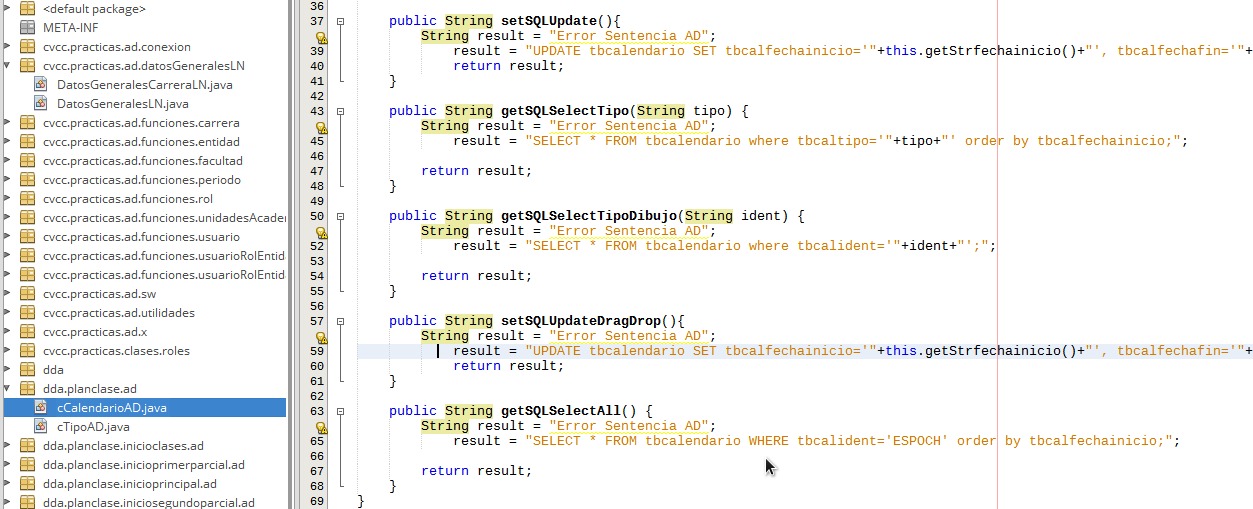 <default package>
META-INF
cvcc.practicas.ad.conexion
cvcc.practicas.ad.datosGeneralesLN
DatosGeneralesCarreraLN.java
DatosGeneralesLN.java
cvcc.practicas.ad.funciones.carrera
cvcc.practicas.ad.funciones.entidad
cvcc.practicas.ad.funciones.facultad
cvcc.practicas.ad.funciones.periodo
cvcc.practicas.ad.funciones.rol
cvcc.practicas.ad.funciones.unidadesAcade
cvcc.practicas.ad.funciones.usuario
cvcc.practicas.ad.funciones.usuarioRolEntid
cvcc.practicas.ad.funciones.usuarioRolEntid
cvcc.practicas.ad.sw
cvcc.practicas.ad.utilidades
cvcc.practicas.ad.x
cvcc.practicas.clases.roles
dda
dda.planclase.ad
cCalendarioAD.java
cTipoAD.java
dda.planclase.inicioclases.ad
dda.planclase.inicioprimerparcial.ad
dda.planclase.inicioprincipal.ad
dda.planclase.iniciosegundoparcial.ad
36
37 public String setSQLUpdate(){
String result = "Error Sentencia AD";
39 result = "UPDATE tbcalendario SET tbcalfechainicio='"+this.getStrfechainicio()+"', tbcalfechafin='"+
40 return result;
41 }
42
43 public String getSQLSelectTipo(String tipo) {
String result = "Error Sentencia AD";
45 result = "SELECT * FROM tbcalendario where tbcaltipo='"+tipo+"' order by tbcalfechainicio;";
46
47 return result;
48 }
49
50 public String getSQLSelectTipoDibujo(String ident) {
String result = "Error Sentencia AD";
52 result = "SELECT * FROM tbcalendario where tbcalident='"+ident+"';";
53
54 return result;
55 }
56
57 public String setSQLUpdateDragDrop(){
String result = "Error Sentencia AD";
59 result = "UPDATE tbcalendario SET tbcalfechainicio='"+this.getStrfechainicio()+"', tbcalfechafin='"+
60 return result;
61 }
62
63 public String getSQLSelectAll() {
String result = "Error Sentencia AD";
65 result = "SELECT * FROM tbcalendario WHERE tbcalident='ESPOCH' order by tbcalfechainicio;";
66
67 return result;
68 }
69 }